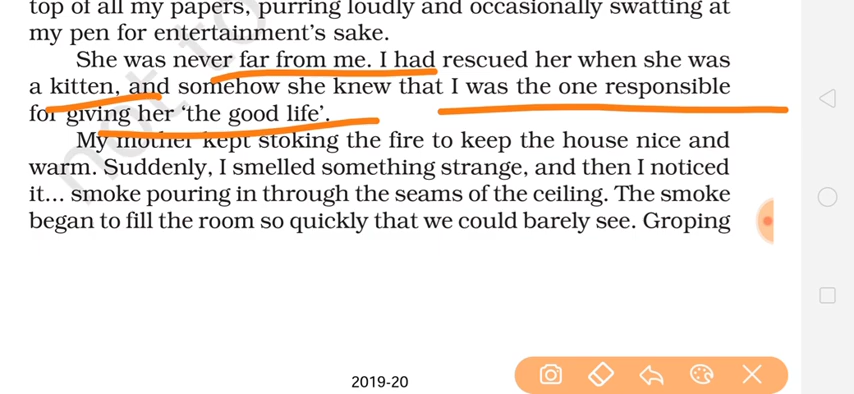 top of all my papers, purring loudly and occasionally swatting at
my pen for entertainment's sake.
She was never far from me. I had rescued her when she was
a kitten, and somehow she knew that I was the one responsible
for giving her 'the good life'.
My mother kept stoking the fire to keep the house nice and
warm. Suddenly, I smelled something strange, and then I noticed
it... smoke pouring in through the seams of the ceiling. The smoke
began to fill the room so quickly that we could barely see. Groping
2019-20